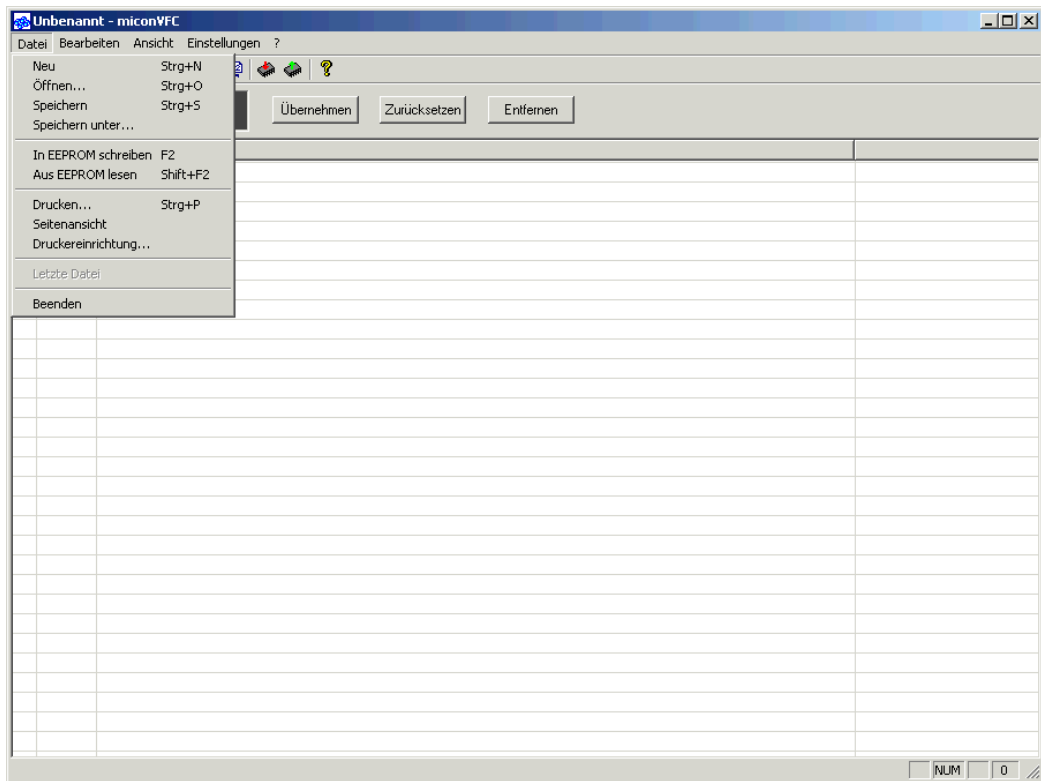 Unbenannt - miconVFC
Datei Bearbeiten Ansicht Einstellungen ?
Neu Strg+N
Öffnen... Strg+O
Speichern Strg+S
Speichern unter...
In EEPROM schreiben F2
Aus EEPROM lesen Shift+F2
Drucken... Strg+P
Seitenansicht
Druckereinrichtung...
Letzte Datei
Beenden
Übernehmen Zurücksetzen Entfernen
NUM 0